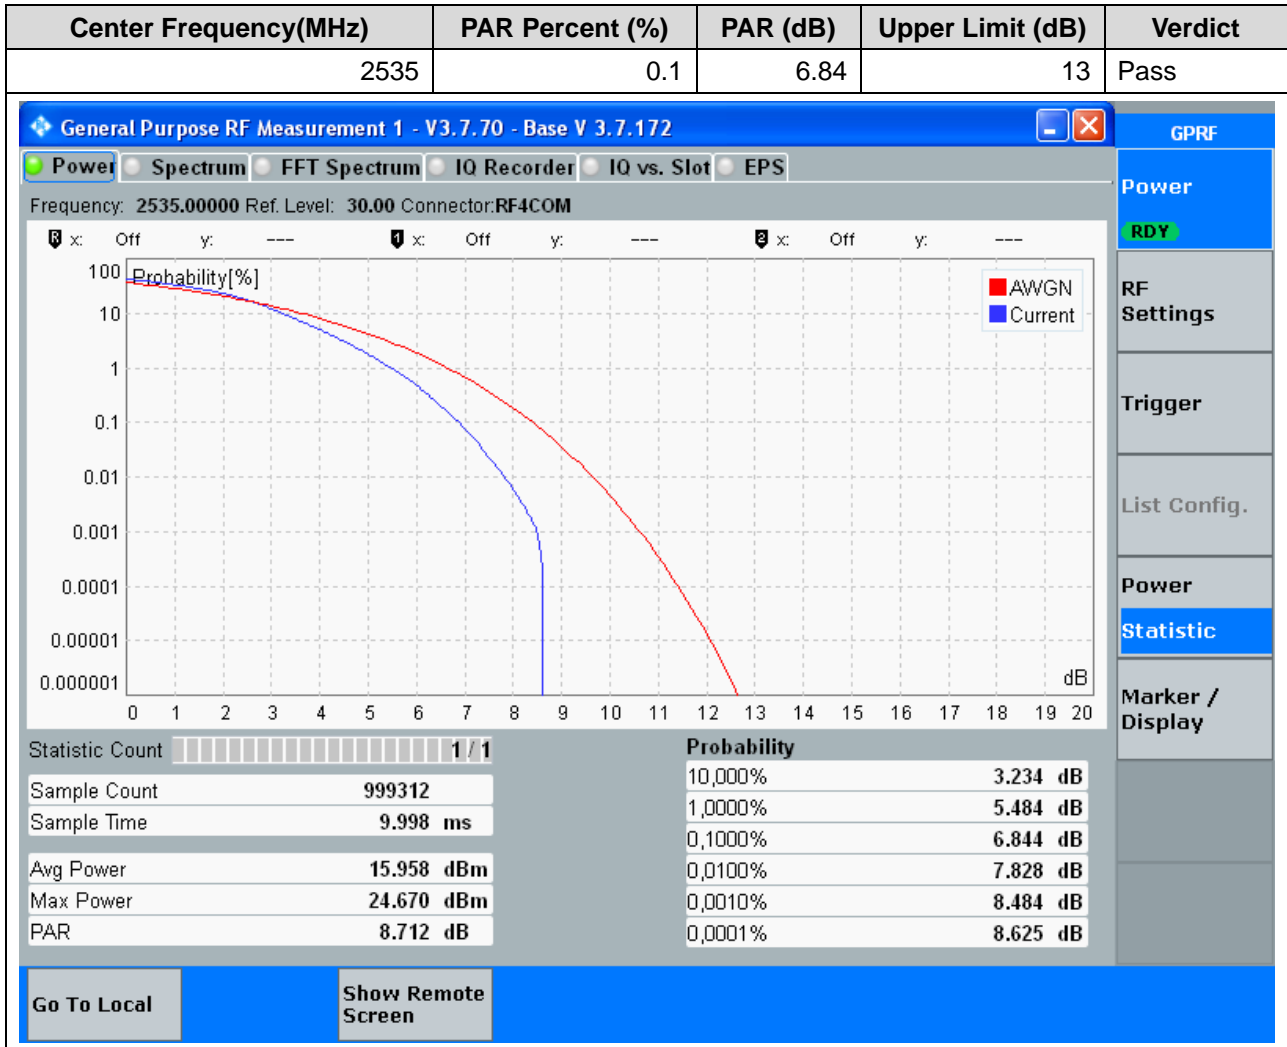 Center Frequency(MHz) PAR Percent (%) PAR (dB) Upper Limit (dB) Verdict
2535 0.1 6.84 13 Pass
General Purpose RF Measurement 1 - V3.7.70 - Base V 3.7.172
GPRF
Power Spectrum FFT Spectrum IQ Recorder IQ vs. Slot EPS
Frequency: 2535.00000 Ref. Level: 30.00 Connector:RF4COM
R x: Off y: --- 1 x: Off y: --- 2 x: Off y: ---
Probability[%]
AWGN
Current
100
10
1
0.1
0.01
0.001
0.0001
0.00001
0.000001
dB
0 1 2 3 4 5 6 7 8 9 10 11 12 13 14 15 16 17 18 19 20
Statistic Count 1 / 1
Sample Count 999312
Sample Time 9.998 ms
Avg Power 15.958 dBm
Max Power 24.670 dBm
PAR 8.712 dB
Probability
10,000% 3.234 dB
1,0000% 5.484 dB
0,1000% 6.844 dB
0,0100% 7.828 dB
0,0010% 8.484 dB
0,0001% 8.625 dB
Power
RDY
RF
Settings
Trigger
List Config.
Power
Statistic
Marker /
Display
Go To Local
Show Remote
Screen